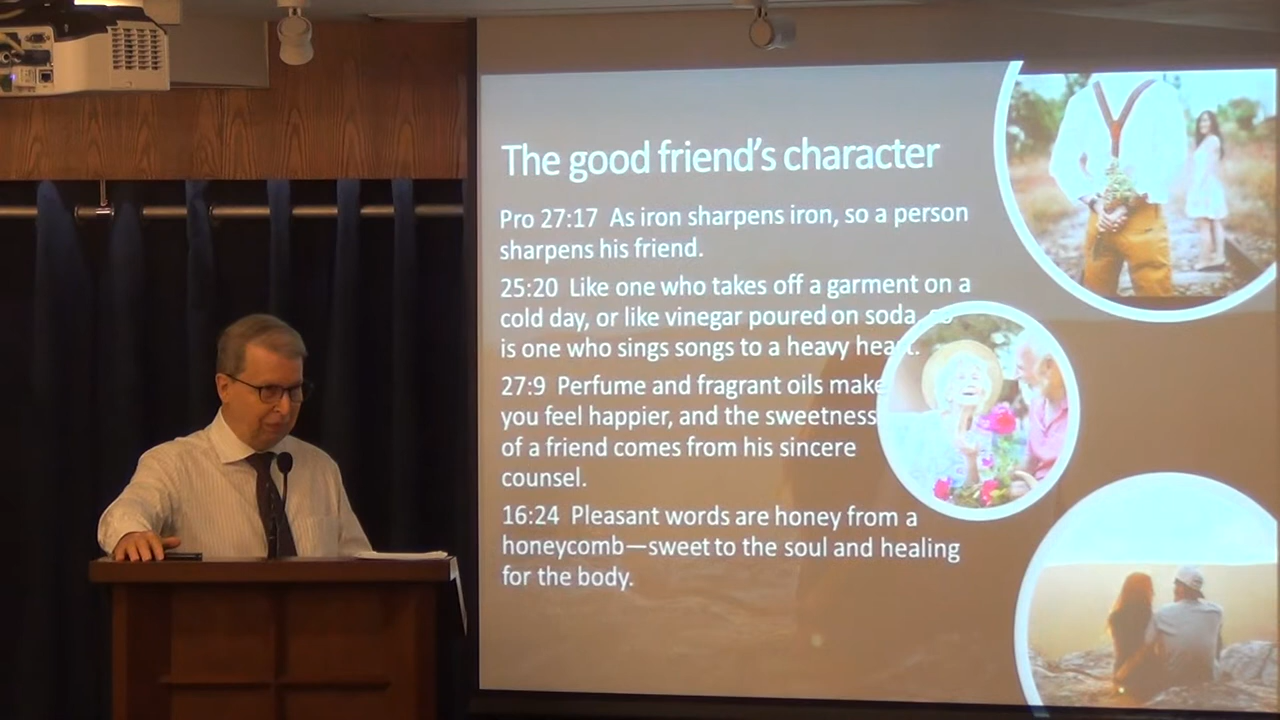 The good friend's character
Pro 27:17 As iron sharpens iron, so a person
sharpens his friend.
25:20 Like one who takes off a garment on a
cold day, or like vinegar poured on soda, so
is one who sings songs to a heavy heart.
27:9 Perfume and fragrant oils make
you feel happier, and the sweetness
of a friend comes from his sincere
counsel.
16:24 Pleasant words are honey from a
honeycomb—sweet to the soul and healing
for the body.